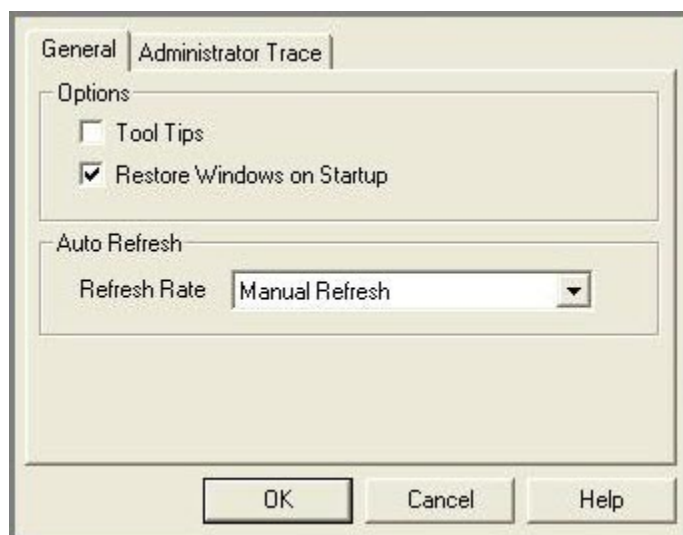 General Administrator Trace
Options
Tool Tips
Restore Windows on Startup
Auto Refresh
Refresh Rate Manual Refresh
OK Cancel Help